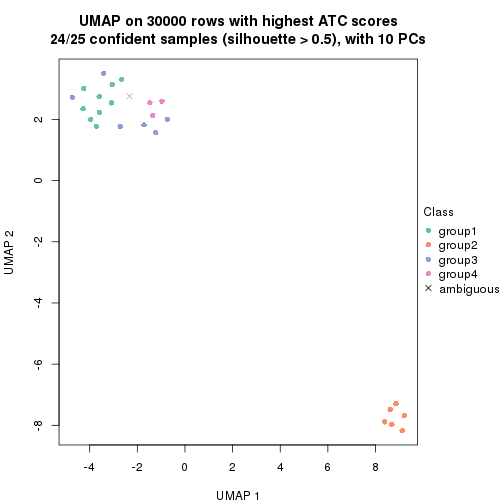 UMAP on 30000 rows with highest ATC scores
24/25 confident samples (silhouette > 0.5), with 10 PCs
2
0
-2
-4
-6
-8
UMAP 2
-4 -2 0 2 4 6 8
UMAP 1
Class
group1
group2
group3
group4
ambiguous